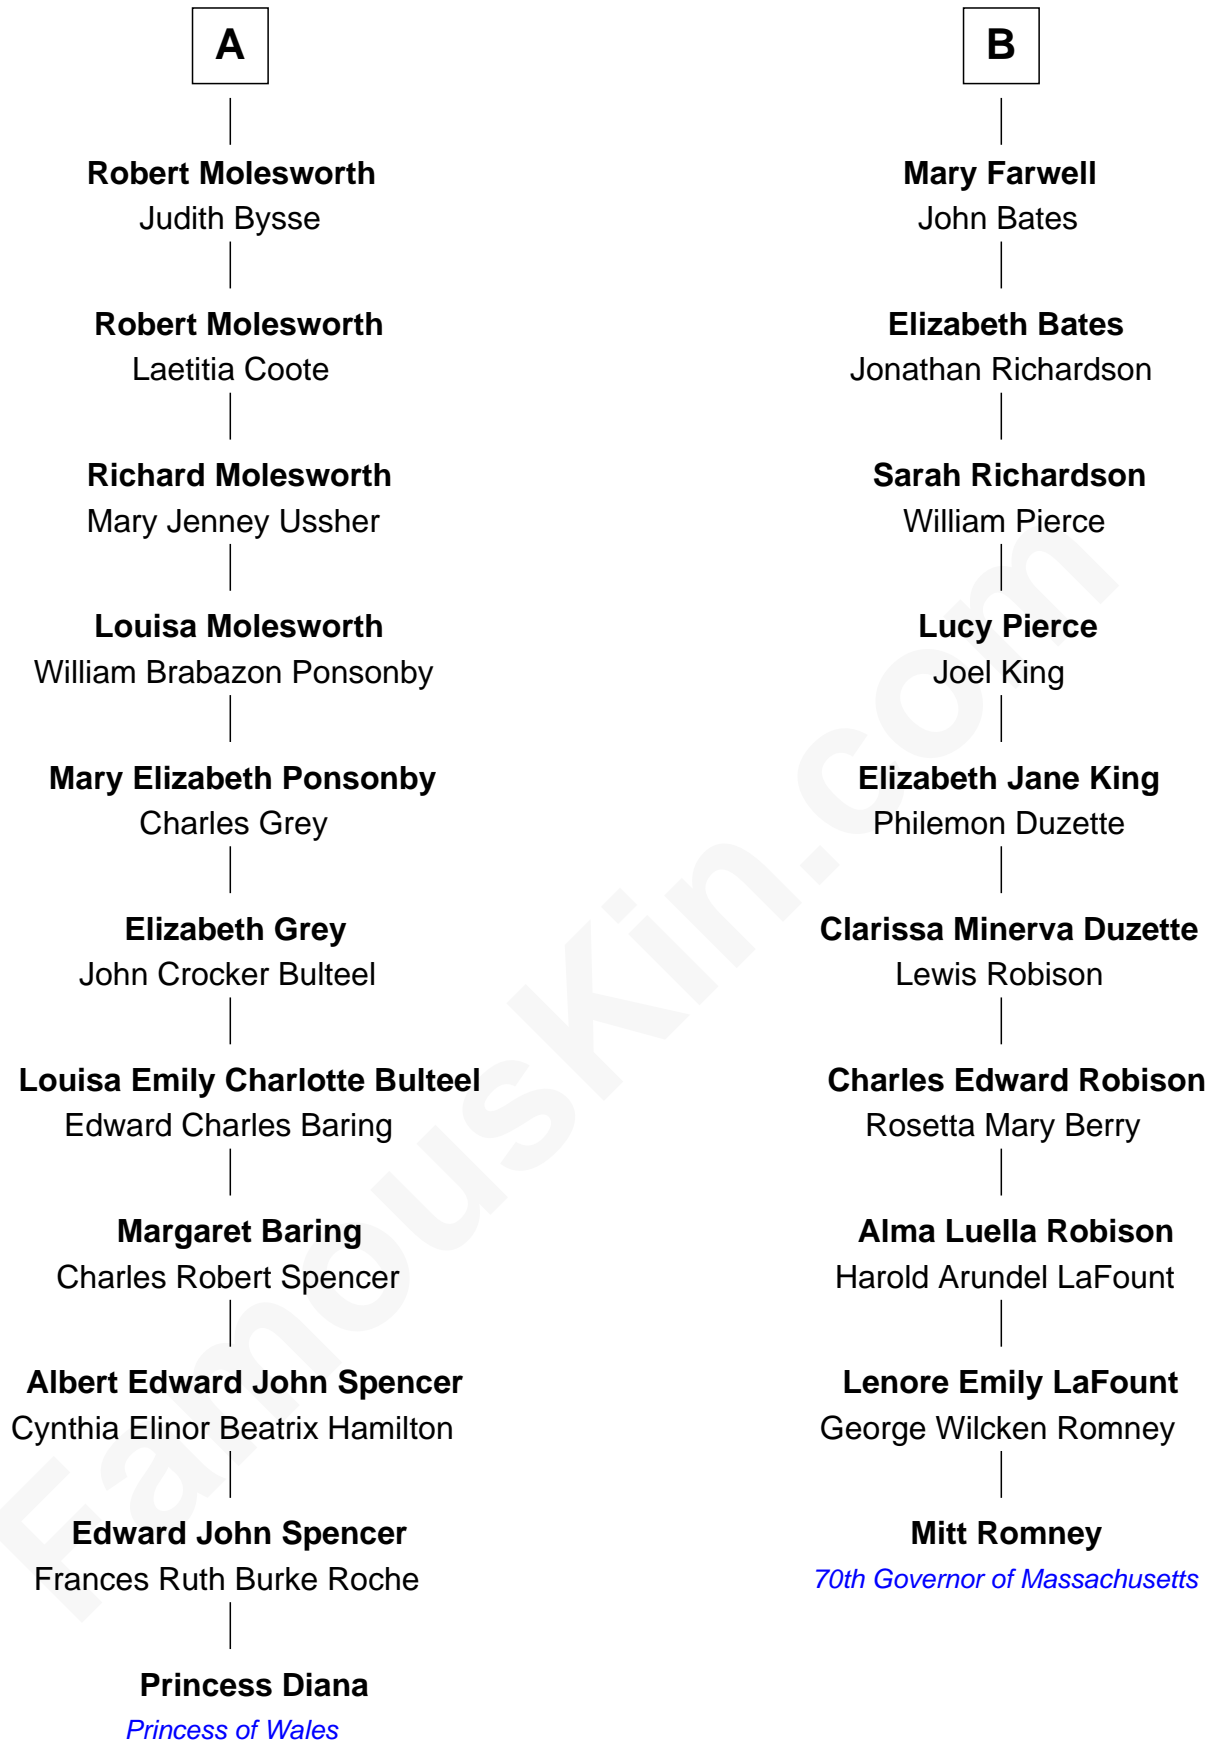 A
Robert Molesworth
Judith Bysse
Robert Molesworth
Laetitia Coote
Richard Molesworth
Mary Jenney Ussher
Louisa Molesworth
William Brabazon Ponsonby
Mary Elizabeth Ponsonby
Charles Grey
Elizabeth Grey
John Crocker Bulteel
Louisa Emily Charlotte Bulteel
Edward Charles Baring
Margaret Baring
Charles Robert Spencer
Albert Edward John Spencer
Cynthia Elinor Beatrix Hamilton
Edward John Spencer
Frances Ruth Burke Roche
Princess Diana
Princess of Wales
B
Mary Farwell
John Bates
Elizabeth Bates
Jonathan Richardson
Sarah Richardson
William Pierce
Lucy Pierce
Joel King
Elizabeth Jane King
Philemon Duzette
Clarissa Minerva Duzette
Lewis Robison
Charles Edward Robison
Rosetta Mary Berry
Alma Luella Robison
Harold Arundel LaFount
Lenore Emily LaFount
George Wilcken Romney
Mitt Romney
70th Governor of Massachusetts
FamousKin.com